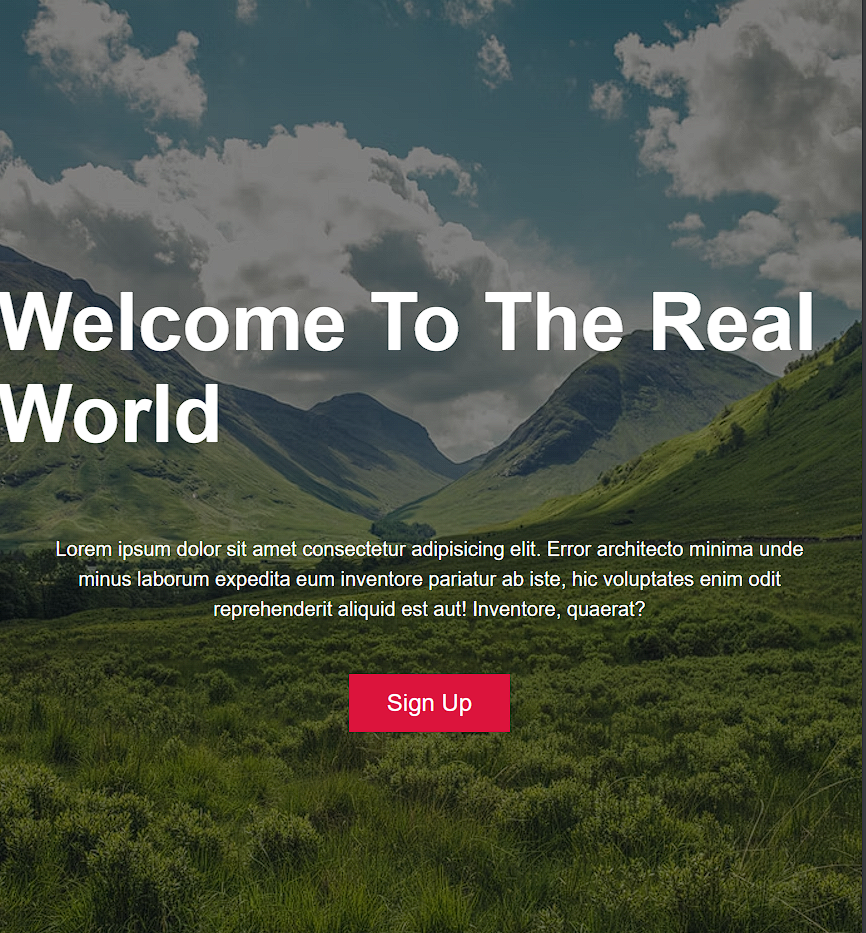 Welcome To The Real
World
Lorem ipsum dolor sit amet consectetur adipisicing elit. Error architecto minima unde
minus laborum expedita eum inventore pariatur ab iste, hic voluptates enim odit
reprehenderit aliquid est aut! Inventore, quaerat?
Sign Up